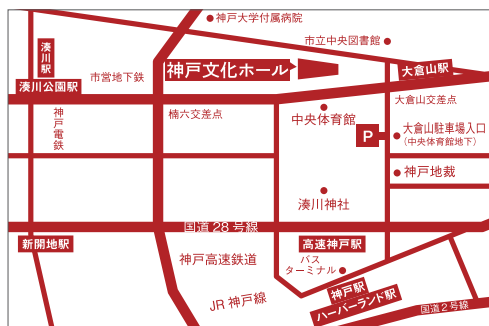 神戸大学付属病院
市立中央図書館
湊川駅
市営地下鉄
神戸文化ホール
大倉山駅
湊川公園駅
大倉山交差点
神戸電鉄
楠六交差点
中央体育館
P
大倉山駐車場入口
(中央体育館地下)
神戸地裁
湊川神社
国道28号線
新開地駅
高速神戸駅
神戸高速鉄道
バス
ターミナル
神戸駅
ハーバーランド駅
JR神戸線
国道2号線